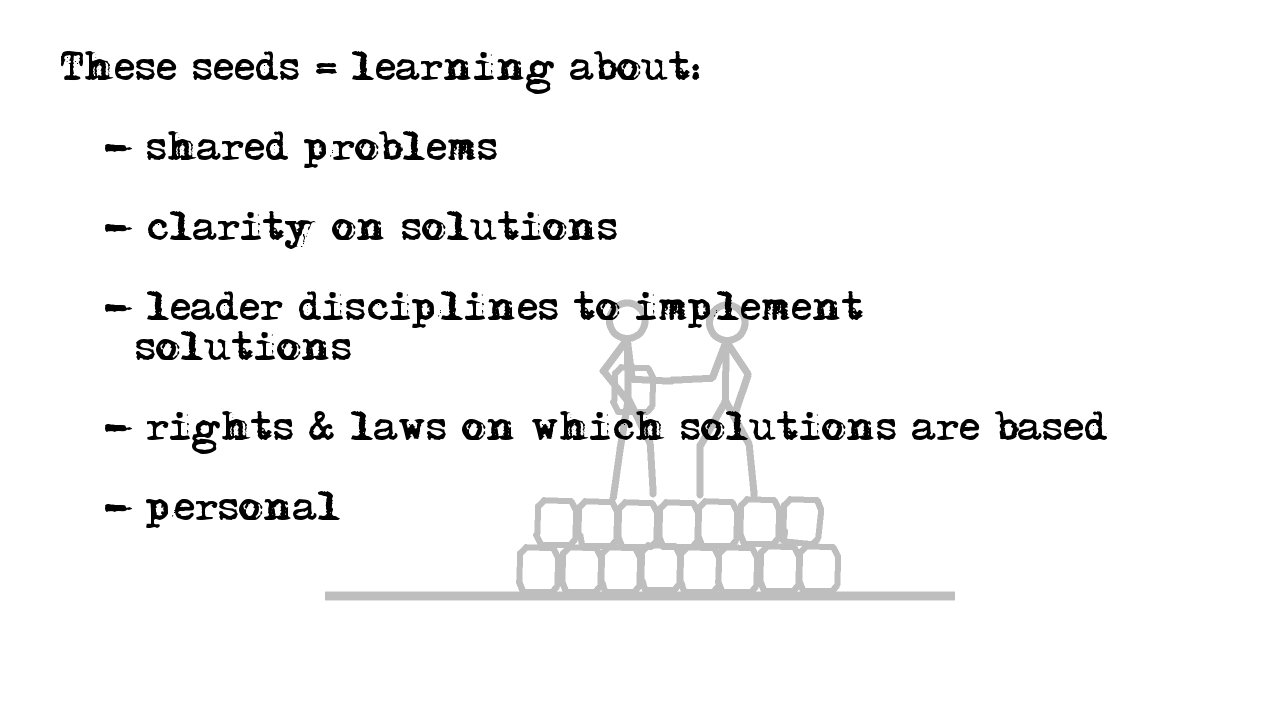 These seeds = learning about:
- shared problems
- clarity on solutions
- leader disciplines to implement
solutions
- rights & laws on which solutions are based
- personal